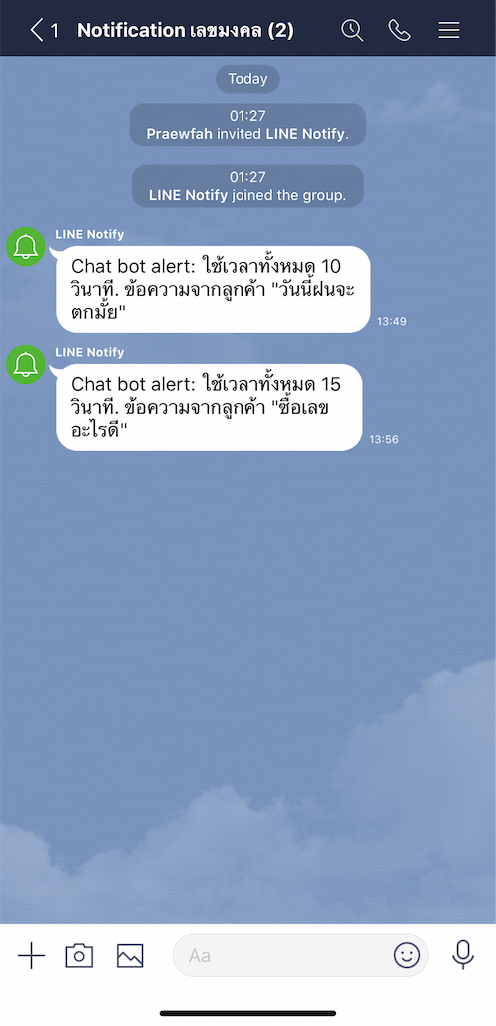 1 Notification เลขมงคล (2)
Today
01:27
Praewfah invited LINE Notify.
01:27
LINE Notify joined the group.
LINE Notify
Chat bot alert: ใช้เวลาทั้งหมด 10
วินาที. ข้อความจากลูกค้า "วันนี้ฝนจะ
ตกมั้ย"
13:49
LINE Notify
Chat bot alert: ใช้เวลาทั้งหมด 15
วินาที. ข้อความจากลูกค้า "ซื้อเลข
อะไรดี"
13:56
Aa